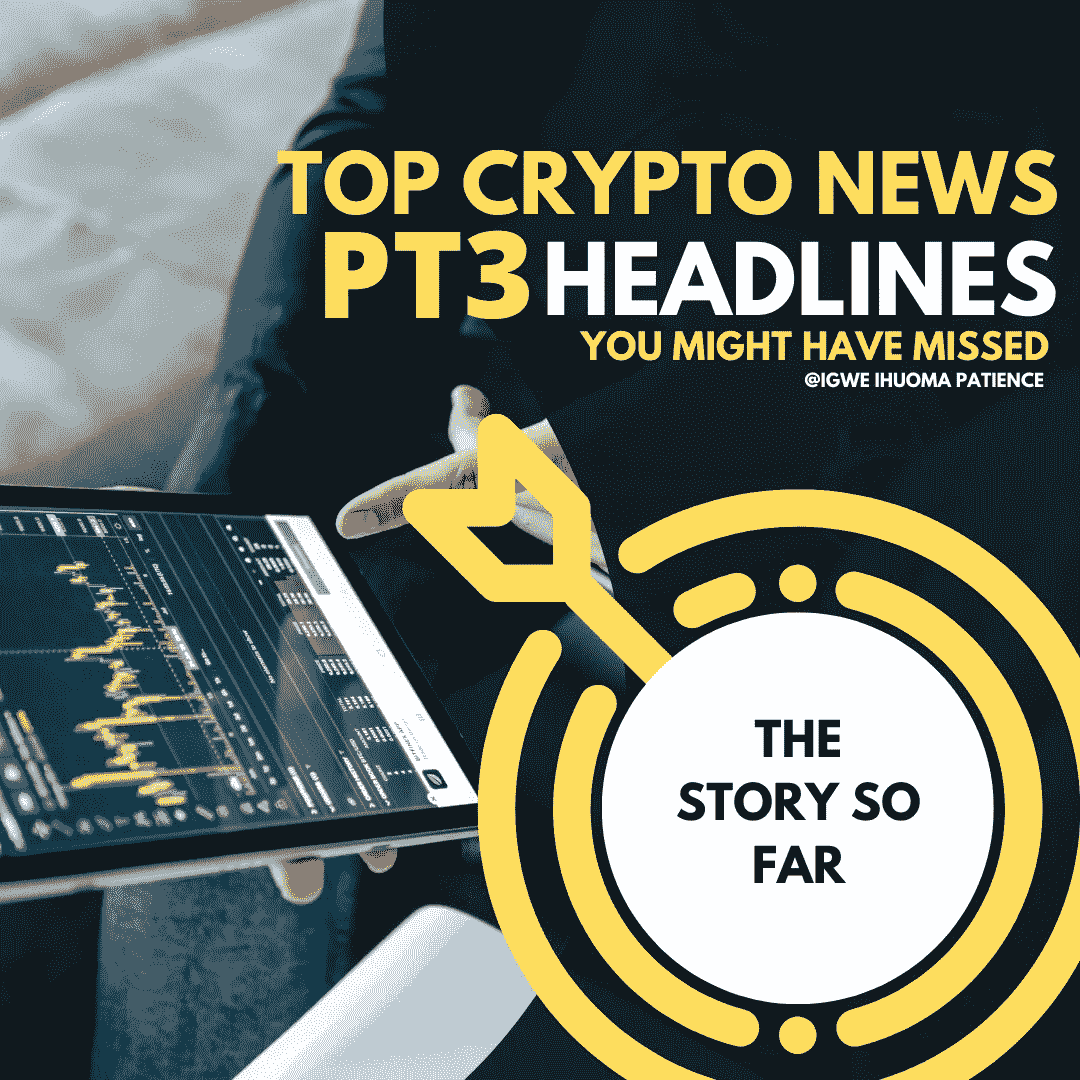 TOP CRYPTO NEWS
PT3 HEADLINES
YOU MIGHT HAVE MISSED
@IGWE IHUOMA PATIENCE
THE
STORY SO
FAR